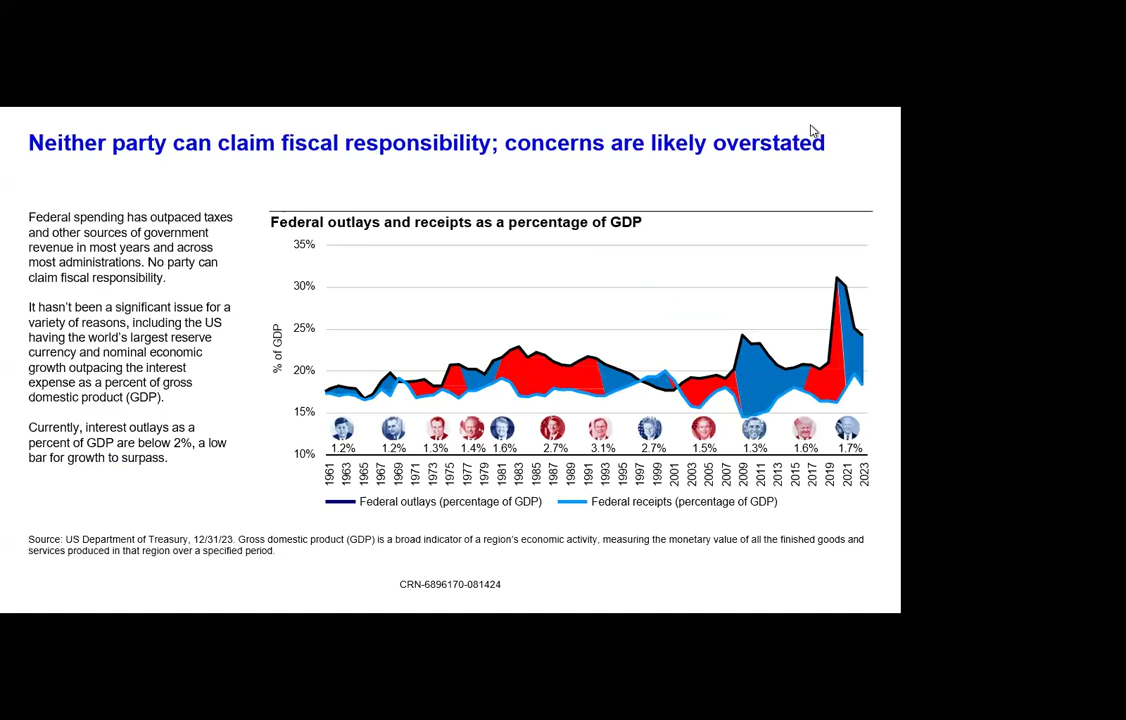 Neither party can claim fiscal responsibility; concerns are likely overstated
Federal spending has outpaced taxes
and other sources of government
revenue in most years and across
most administrations. No party can
claim fiscal responsibility.
It hasn't been a significant issue for a
variety of reasons, including the US
having the world's largest reserve
currency and nominal economic
growth outpacing the interest
expense as a percent of gross
domestic product (GDP).
Currently, interest outlays as a
percent of GDP are below 2%, a low
bar for growth to surpass.
Federal outlays and receipts as a percentage of GDP
% of GDP
35%
30%
25%
20%
15%
10%
1.2% 1.2% 1.3% 1.4% 1.6% 2.7% 3.1% 2.7% 1.5% 1.3% 1.6% 1.7%
1961 1963 1965 1967 1969 1971 1973 1975 1977 1979 1981 1983 1985 1987 1989 1991 1993 1995 1997 1999 2001 2003 2005 2007 2009 2011 2013 2015 2017 2019 2021 2023
Federal outlays (percentage of GDP) Federal receipts (percentage of GDP)
Source: US Department of Treasury, 12/31/23. Gross domestic product (GDP) is a broad indicator of a region's economic activity, measuring the monetary value of all the finished goods and
services produced in that region over a specified period.
CRN-6896170-081424